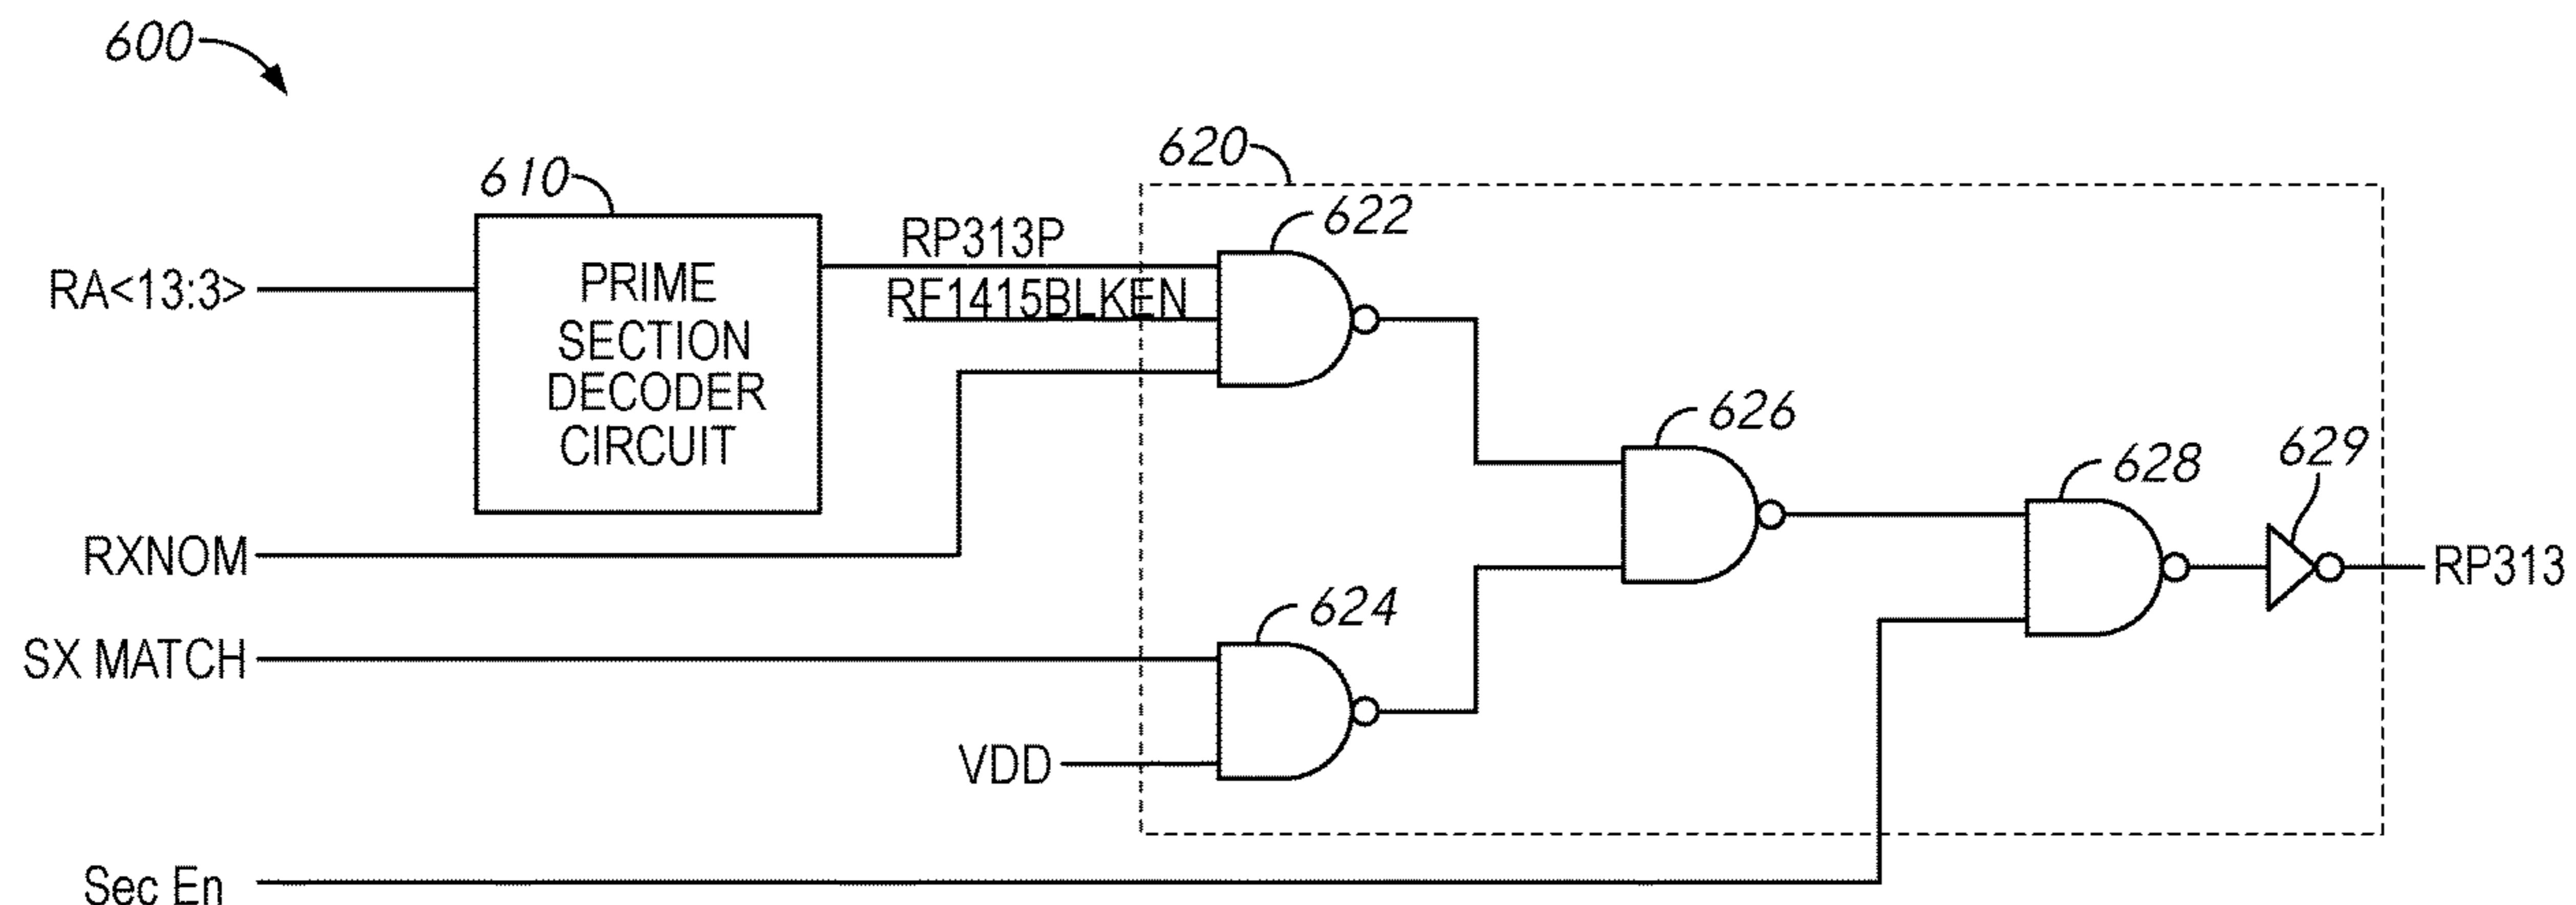 600
620
610
622
RP313P
RF1415BLKEN
RA<13:3>
PRIME
SECTION
DECODER
CIRCUIT
626
628
629
RXNOM
RP313
624
SX MATCH
VDD
Sec En